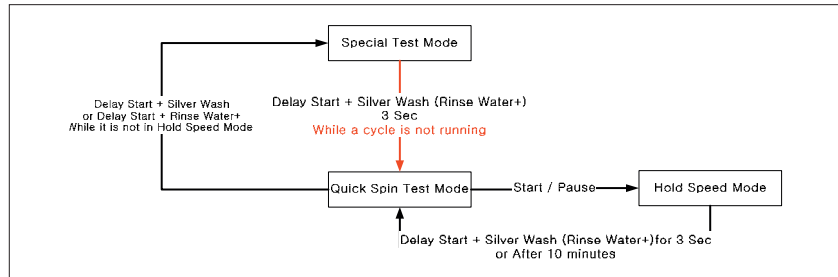 Special Test Mode
Delay Start + Silver Wash
or Delay Start + Rinse Water+
While it is not in Hold Speed Mode
Delay Start + Silver Wash (Rinse Water+)
3 Sec
While a cycle is not running
Quick Spin Test Mode
Start / Pause
Hold Speed Mode
Delay Start + Silver Wash (Rinse Water+)for 3 Sec
or After 10 minutes